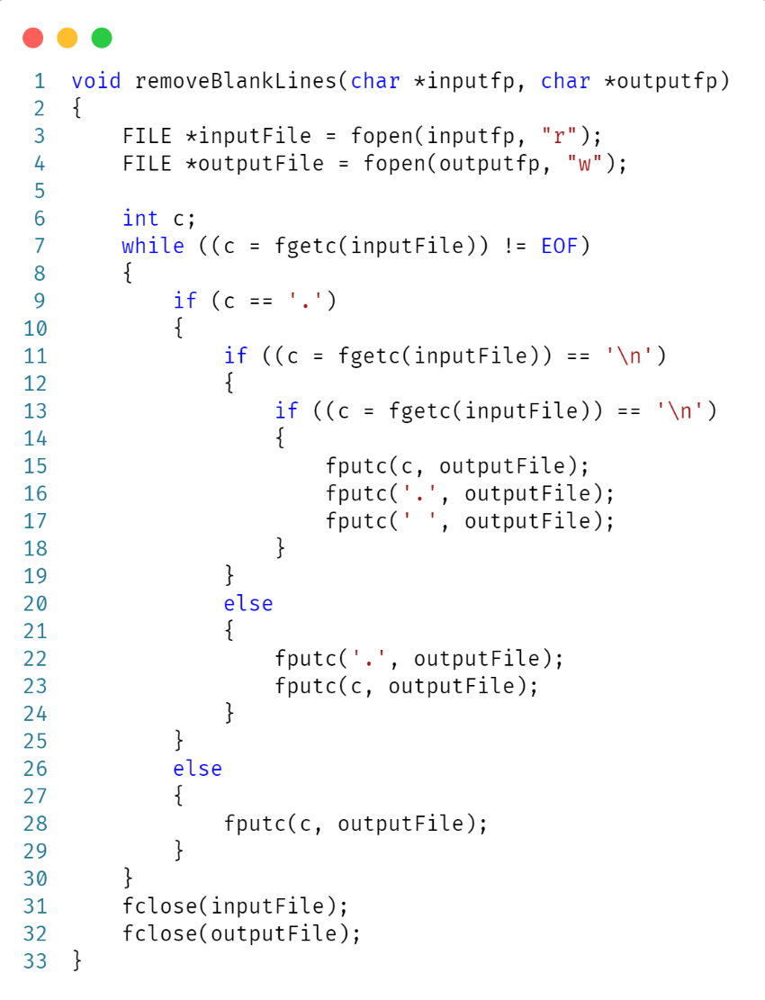 1 void removeBlankLines(char *inputfp, char *outputfp)
2 {
3     FILE *inputFile = fopen(inputfp, "r");
4     FILE *outputFile = fopen(outputfp, "w");
5
6     int c;
7     while ((c = fgetc(inputFile)) != EOF)
8     {
9         if (c == '.')
10         {
11             if ((c = fgetc(inputFile)) == '\n')
12             {
13                 if ((c = fgetc(inputFile)) == '\n')
14                 {
15                     fputc(c, outputFile);
16                     fputc('.', outputFile);
17                     fputc(' ', outputFile);
18                 }
19             }
20             else
21             {
22                 fputc('.', outputFile);
23                 fputc(c, outputFile);
24             }
25         }
26         else
27         {
28             fputc(c, outputFile);
29         }
30     }
31     fclose(inputFile);
32     fclose(outputFile);
33 }